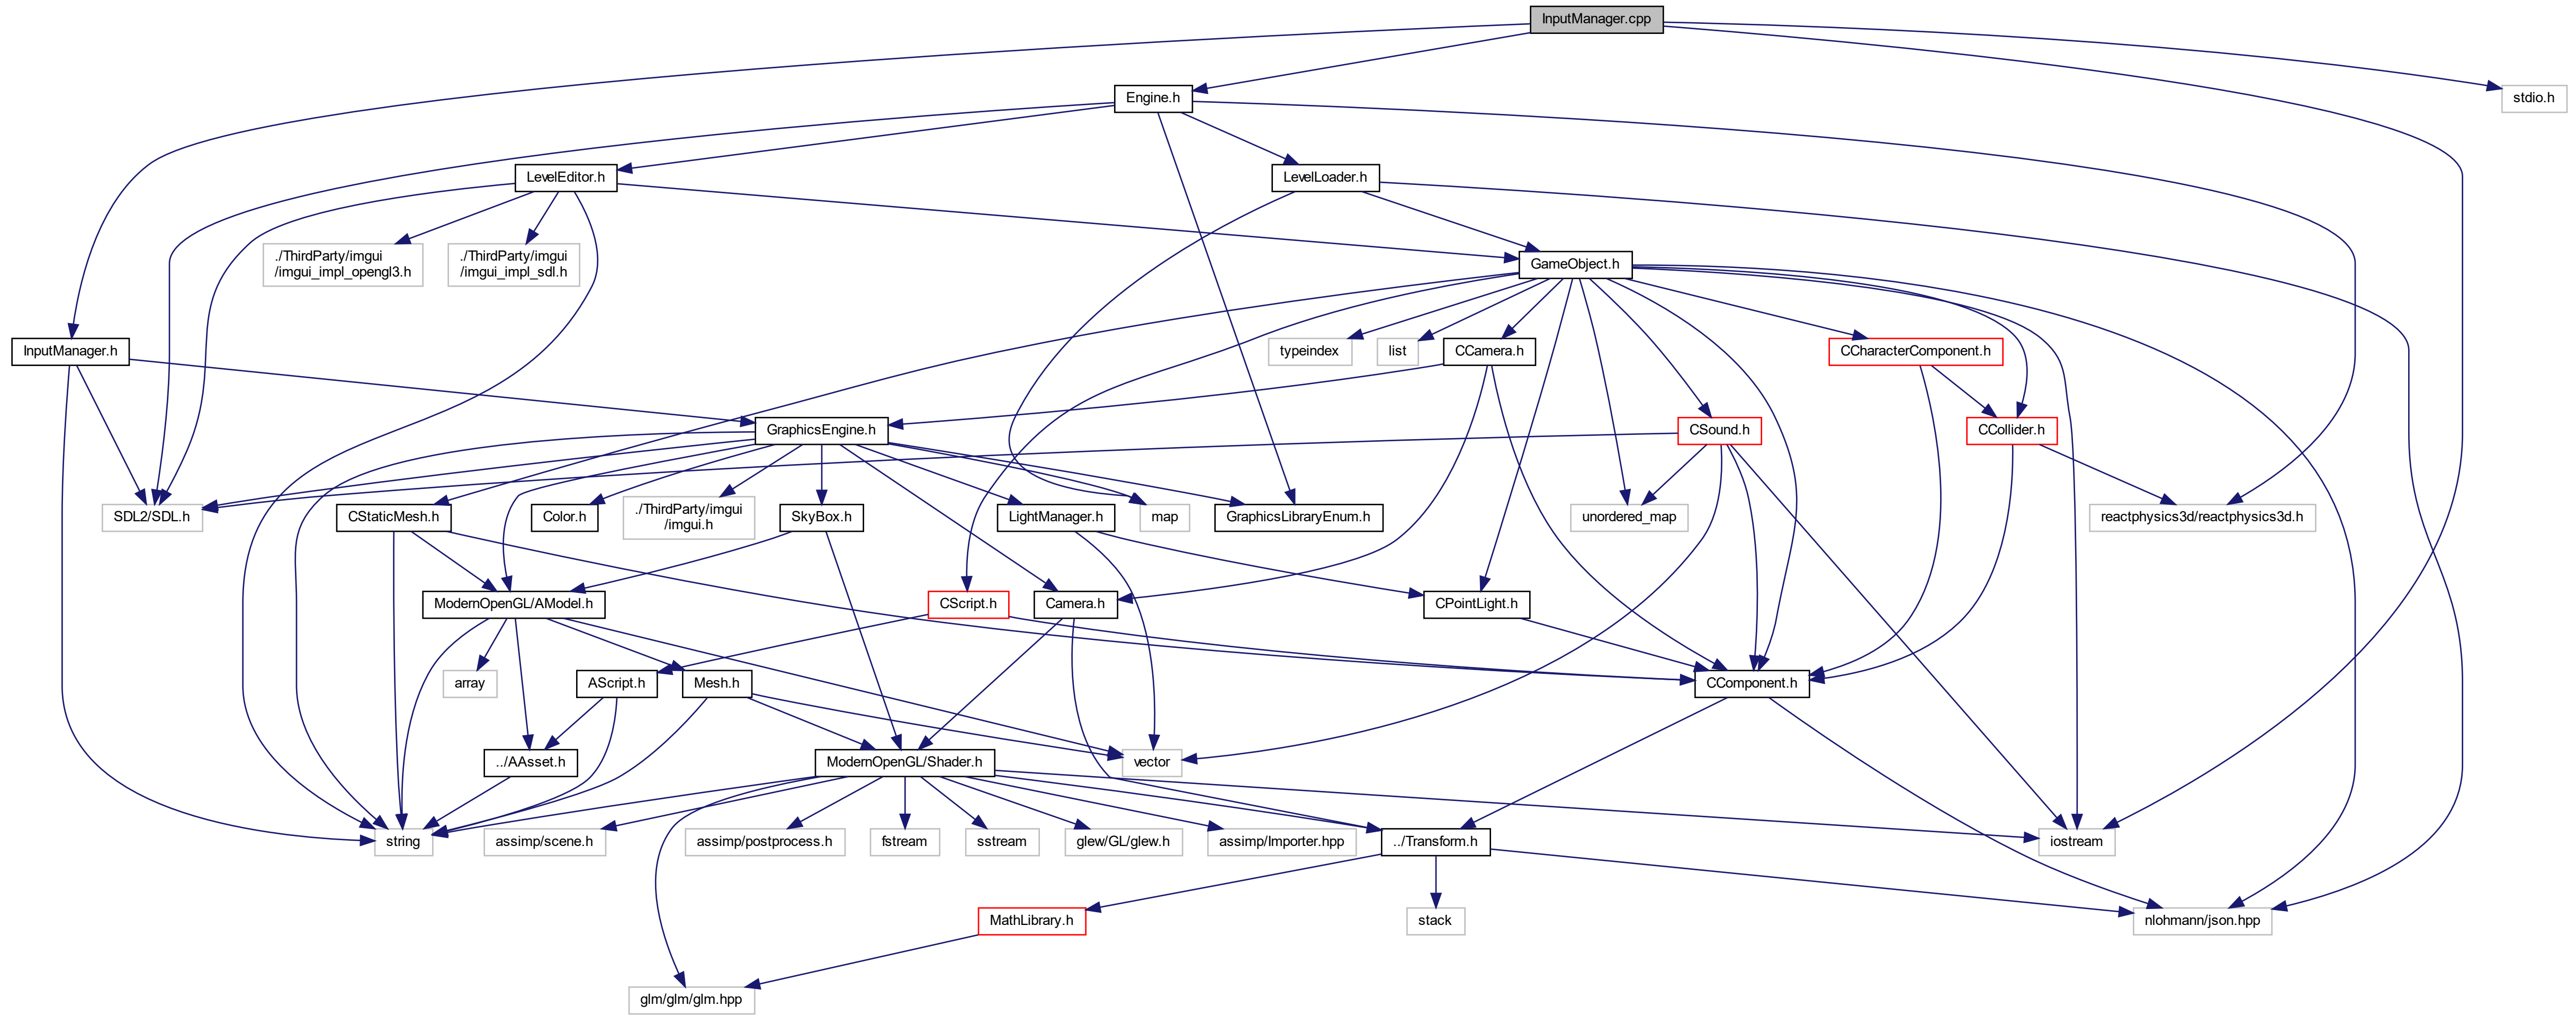 InputManager.cpp
Engine.h
stdio.h
LevelEditor.h
LevelLoader.h
./ThirdParty/imgui
/imgui_impl_opengl3.h
./ThirdParty/imgui
/imgui_impl_sdl.h
GameObject.h
InputManager.h
typeindex
list
CCamera.h
CCharacterComponent.h
GraphicsEngine.h
CSound.h
CCollider.h
SDL2/SDL.h
CStaticMesh.h
Color.h
./ThirdParty/imgui
/imgui.h
SkyBox.h
LightManager.h
map
GraphicsLibraryEnum.h
unordered_map
reactphysics3d/reactphysics3d.h
ModernOpenGL/AModel.h
CScript.h
Camera.h
CPointLight.h
array
AScript.h
Mesh.h
CComponent.h
../AAsset.h
ModernOpenGL/Shader.h
vector
string
assimp/scene.h
assimp/postprocess.h
fstream
sstream
glew/GL/glew.h
assimp/Importer.hpp
../Transform.h
iostream
MathLibrary.h
stack
nlohmann/json.hpp
glm/glm/glm.hpp